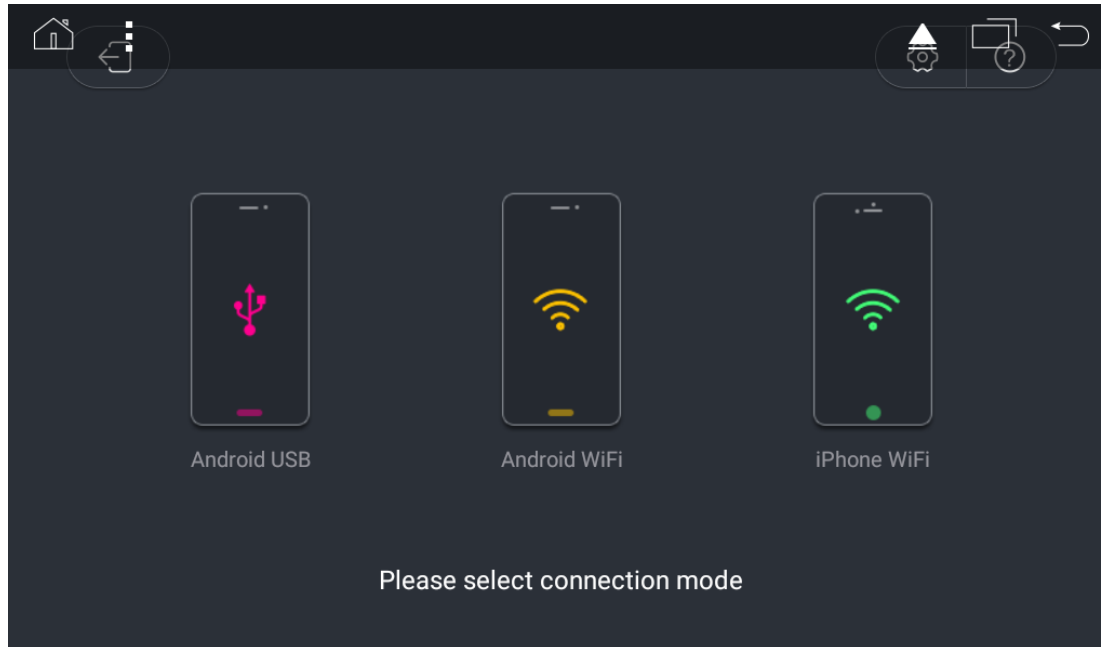 Android USB
Android WiFi
iPhone WiFi
Please select connection mode